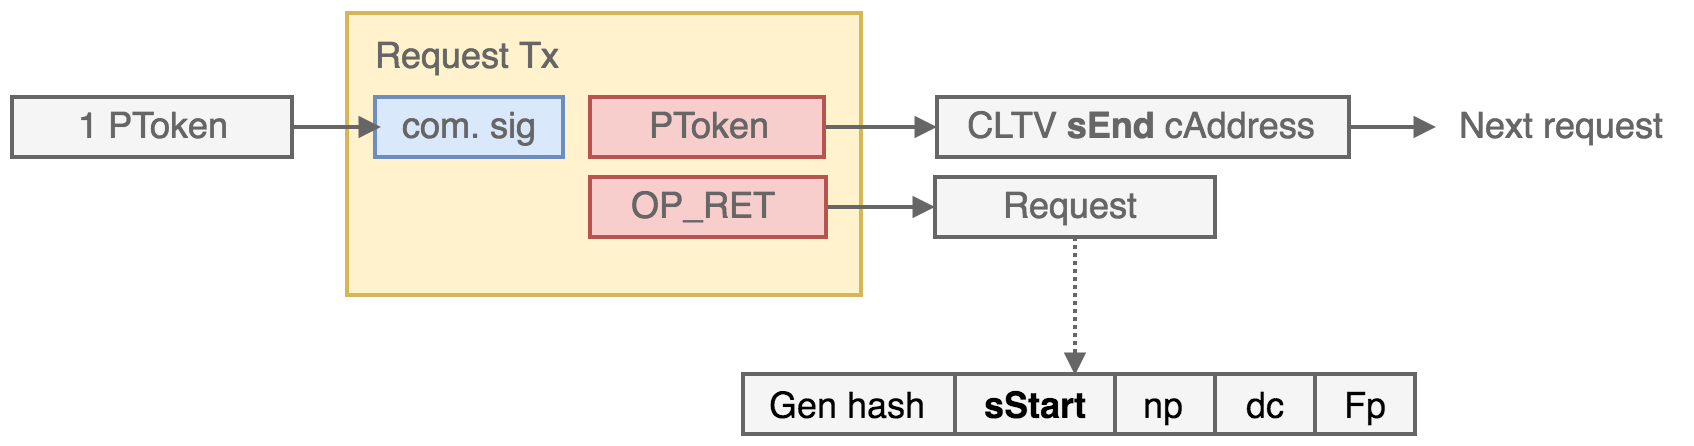 Request Tx
1 PToken
com. sig
PToken
CLTV sEnd cAddress
Next request
OP_RET
Request
Gen hash
sStart
np
dc
Fp